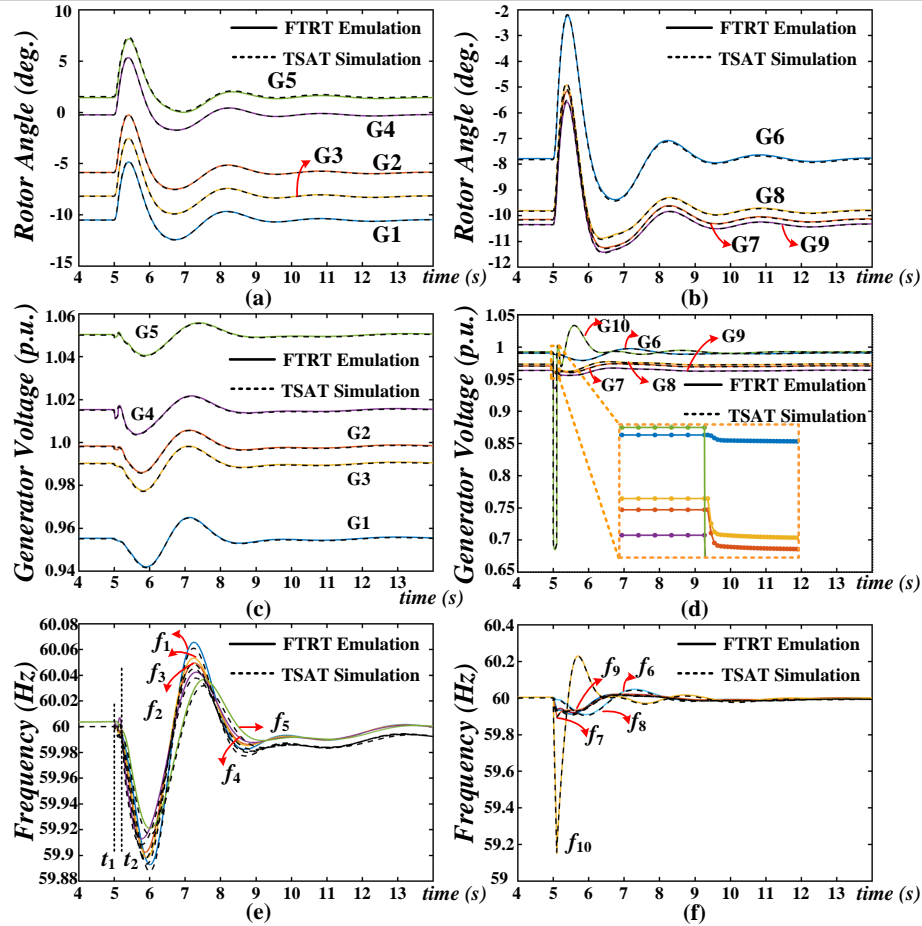 10
5
0
-5
-10
-15
Rotor Angle (deg.)
FTRT Emulation
TSAT Simulation
G5
G4
G3
G2
G1
4 5 6 7 8 9 10 11 12 13
time (s)
(a)
-2
-3
-4
-5
-6
-7
-8
-9
-10
-11
-12
Rotor Angle (deg.)
FTRT Emulation
TSAT Simulation
G6
G8
G7
G9
4 5 6 7 8 9 10 11 12 13
time (s)
(b)
1.06
1.04
1.02
1.0
0.98
0.96
0.94
Generator Voltage (p.u.)
G5
FTRT Emulation
TSAT Simulation
G4
G2
G3
G1
4 5 6 7 8 9 10 11 12 13
time (s)
(c)
1.05
1
0.95
0.85
0.75
0.7
0.65
Generator Voltage (p.u.)
G10
G6
G9
G7
G8
FTRT Emulation
TSAT Simulation
4 5 6 7 8 9 10 11 12 13
time (s)
(d)
60.08
60.06
60.04
60.02
60
59.98
59.96
59.94
59.92
59.9
59.88
Frequency (Hz)
f1
f3
f2
FTRT Emulation
TSAT Simulation
f5
f4
t1 t2
4 5 6 7 8 9 10 11 12 13
time (s)
(e)
60.4
60.2
60
59.8
59.6
59.4
59.2
59
Frequency (Hz)
FTRT Emulation
TSAT Simulation
f9
f6
f7
f8
f10
4 5 6 7 8 9 10 11 12 13
time (s)
(f)